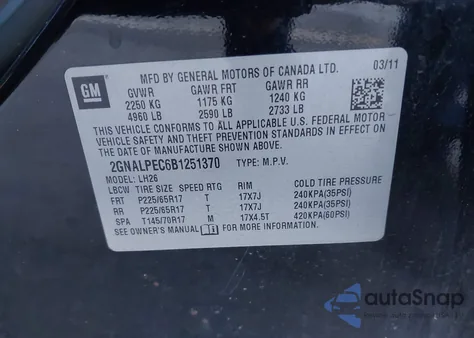 GM
MFD BY GENERAL MOTORS OF CANADA LTD. 03/11
GVWR GAWR FRT GAWR RR
2250 KG 1175 KG 1240 KG
4960 LB 2590 LB 2733 LB
THIS VEHICLE CONFORMS TO ALL APPLICABLE U.S. FEDERAL MOTOR
VEHICLE SAFETY, BUMPER, AND THEFT PREVENTION STANDARDS IN
EFFECT ON THE DATE OF MANUFACTURE SHOWN ABOVE.
2GNALPEC6B1251370 TYPE: M.P.V.
MODEL: LH26
LBCW TIRE SIZE SPEED RTG RIM COLD TIRE PRESSURE
FRT P225/65R17 T 17X7J 240KPA(35PSI)
RR P225/65R17 T 17X7J 240KPA(35PSI)
SPA T145/70R17 M 17X4.5T 420KPA(60PSI)
SEE OWNER'S MANUAL FOR MORE INFORMATION.
autoSnap